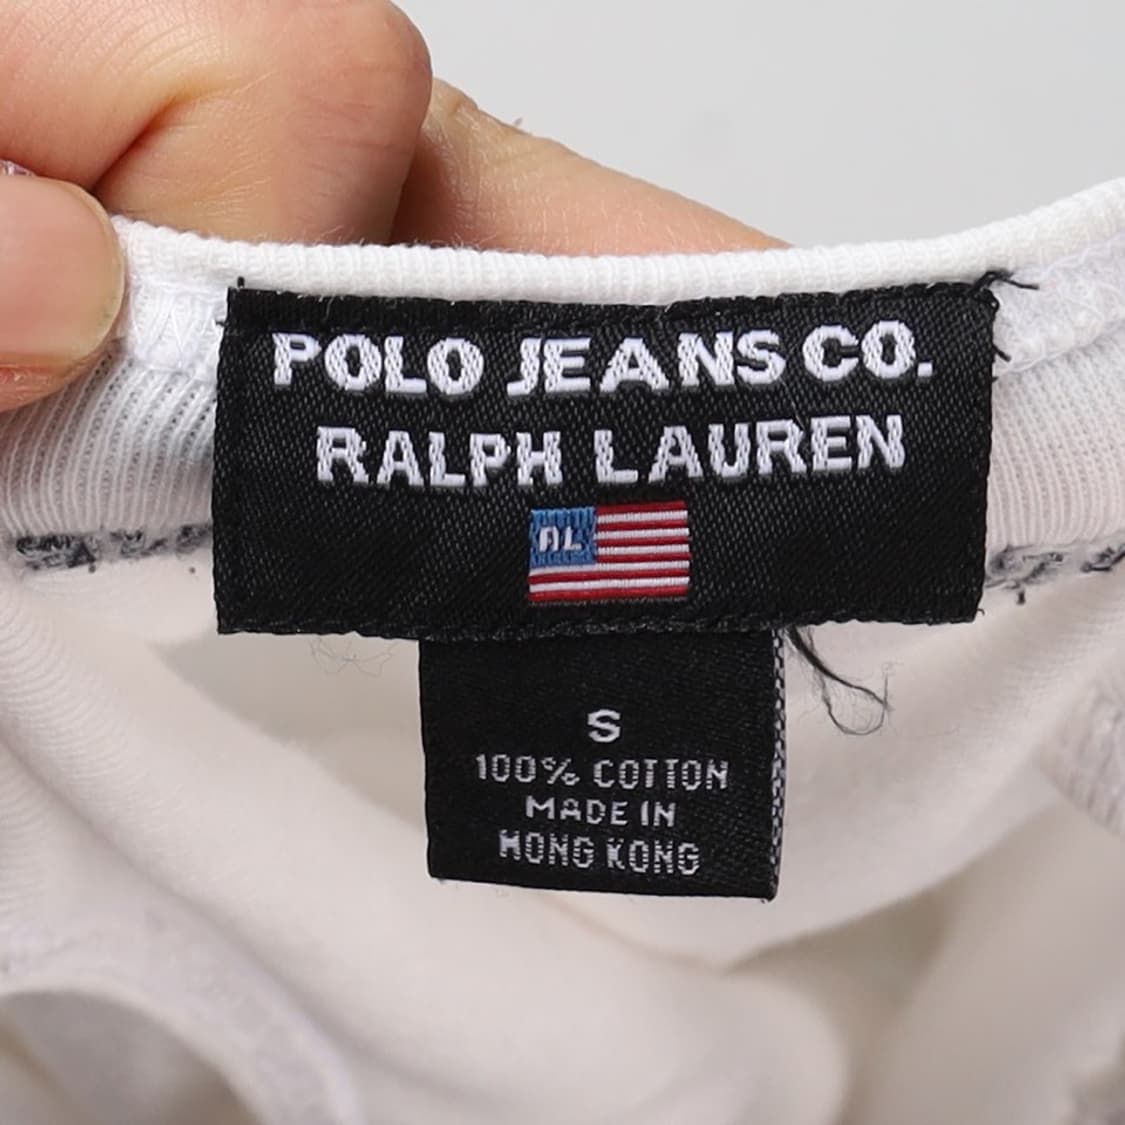 POLO JEANS CO.
RALPH LAUREN
RL
S
100% COTTON
MADE IN
HONG KONG